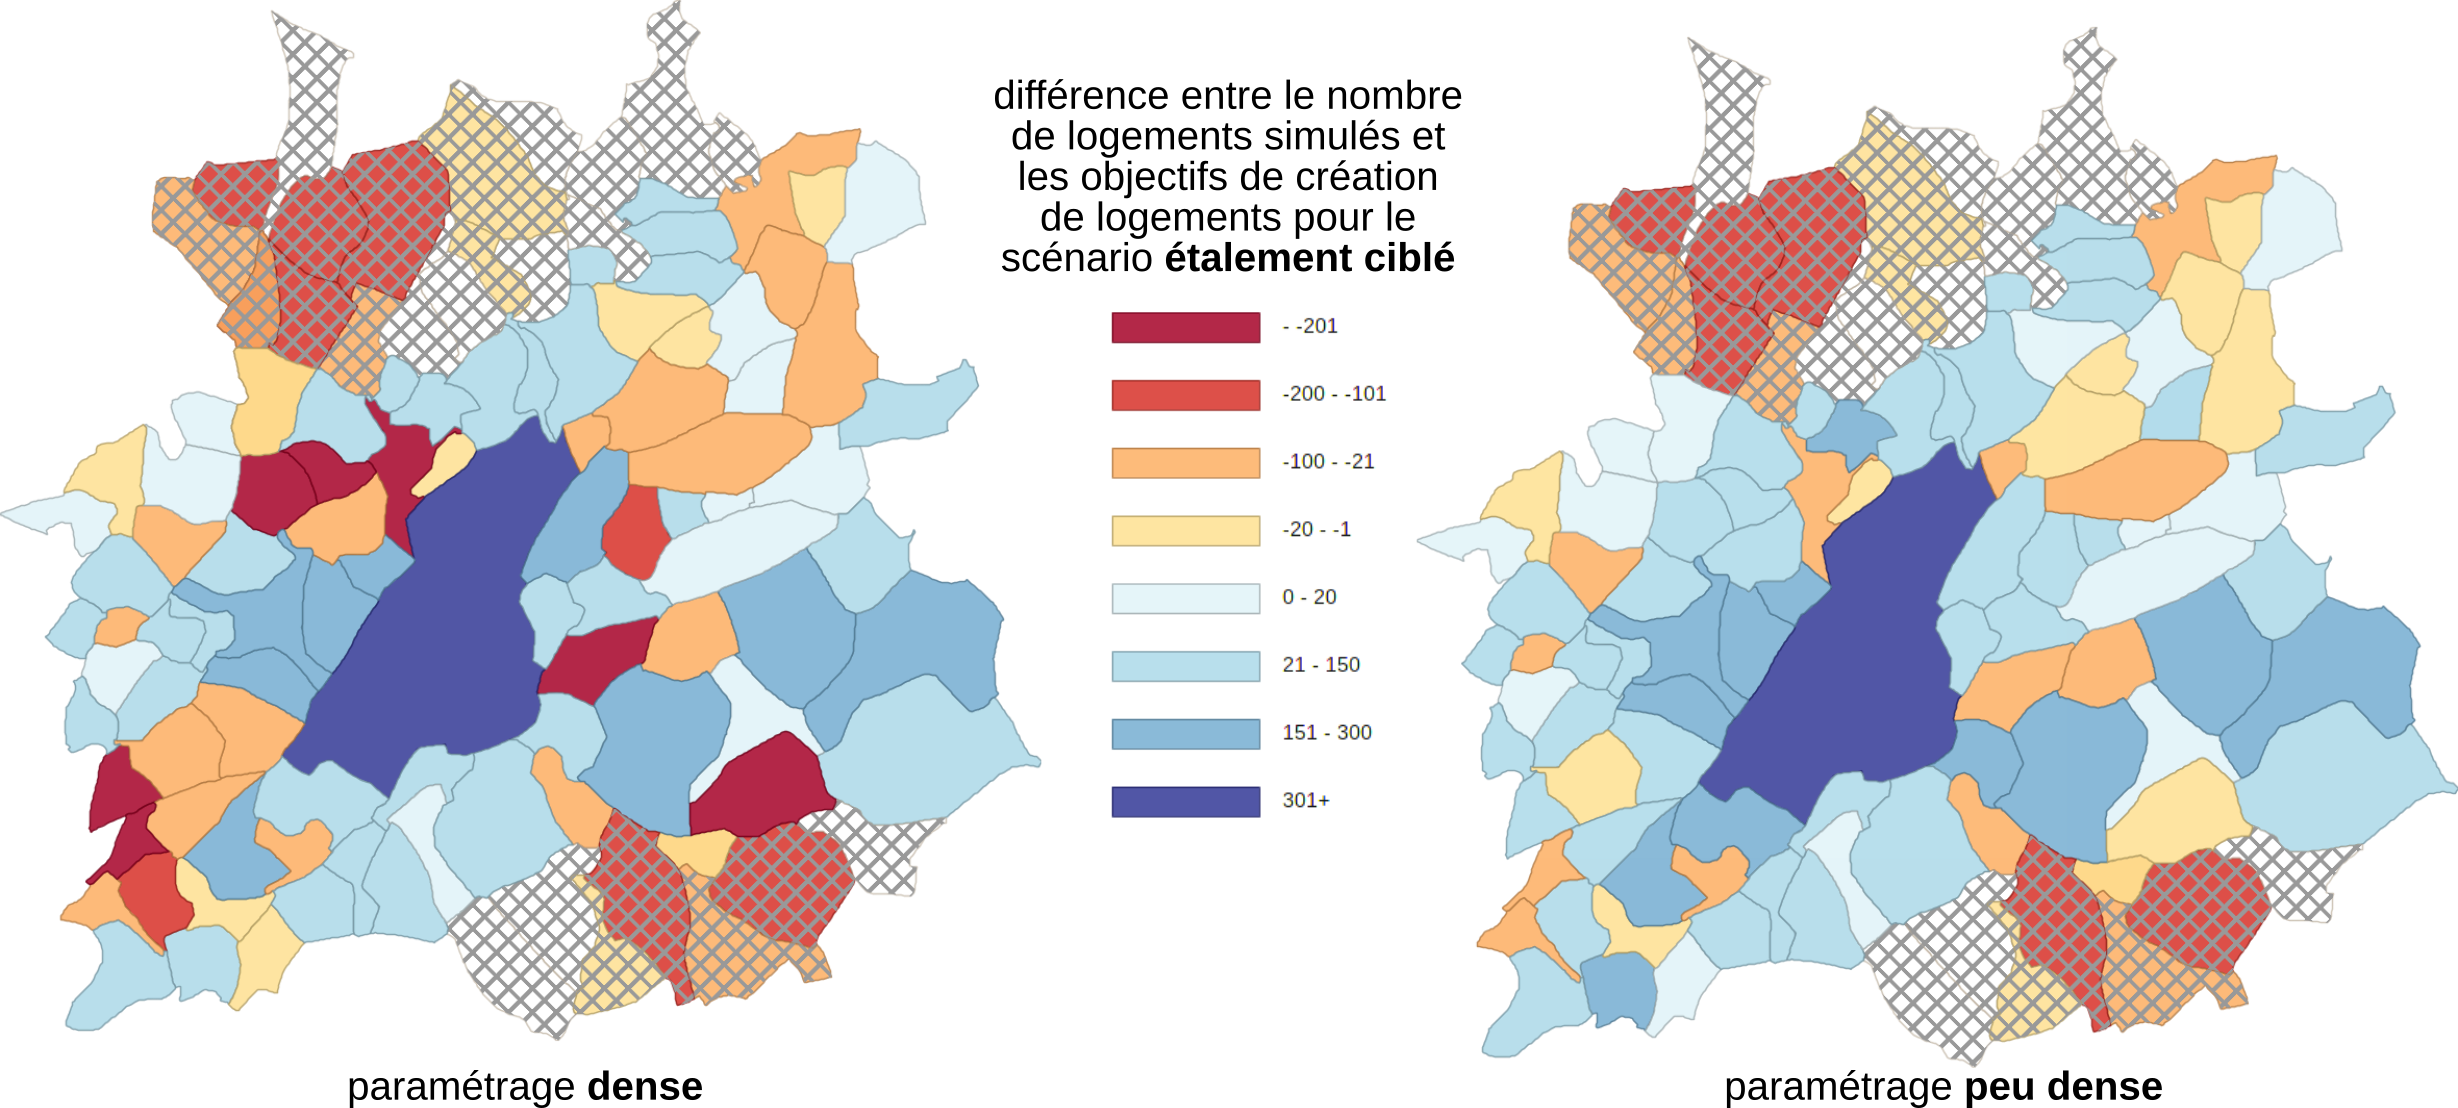 différence entre le nombre
de logements simulés et
les objectifs de création
de logements pour le
scénario étalement ciblé
- -201
-200 - -101
-100 - -21
-20 - -1
0 - 20
21 - 150
151 - 300
301+
paramétrage dense
paramétrage peu dense